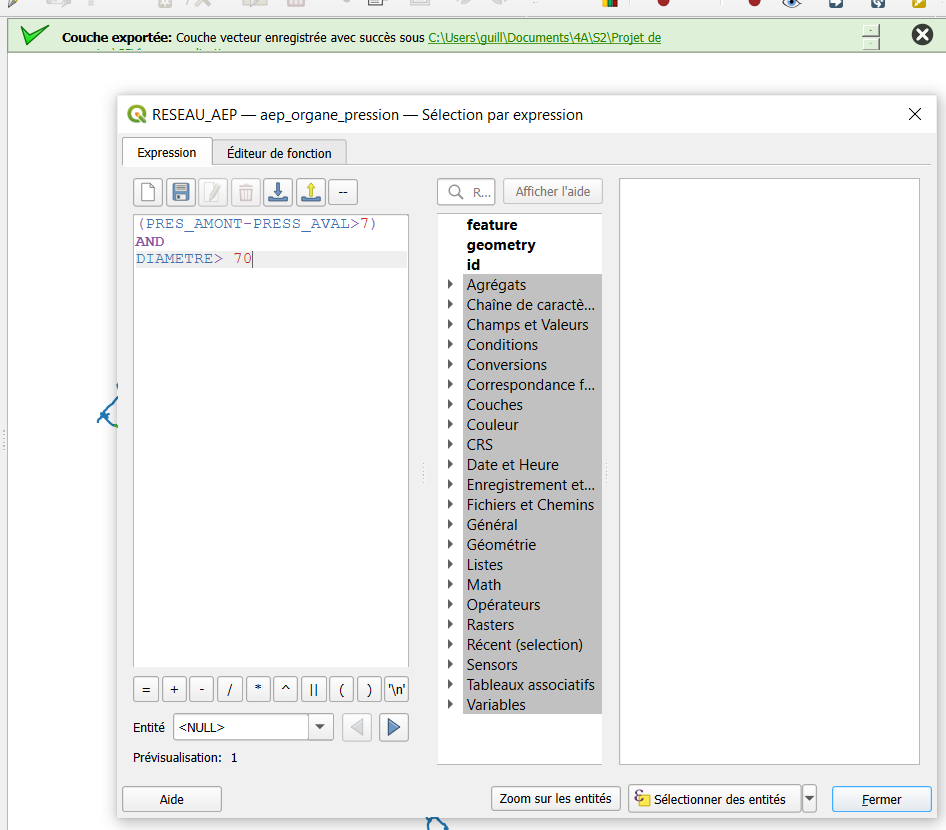 Couche exportée: Couche vecteur enregistrée avec succès sous C:\Users\guill\Documents\4A\S2\Projet de
RESEAU_AEP — aep_organe_pression — Sélection par expression
Expression
Éditeur de fonction
--
R...
Afficher l'aide
(PRES_AMONT-PRESS_AVAL>7)
AND
DIAMETRE> 70
feature
geometry
id
Agrégats
Chaîne de caractè...
Champs et Valeurs
Conditions
Conversions
Correspondance f...
Couches
Couleur
CRS
Date et Heure
Enregistrement et...
Fichiers et Chemins
Général
Géométrie
Listes
Math
Opérateurs
Rasters
Récent (selection)
Sensors
Tableaux associatifs
Variables
= + - / * ^ || ( ) '\n'
Entité <NULL>
Prévisualisation: 1
Aide
Zoom sur les entités
Sélectionner des entités
Fermer